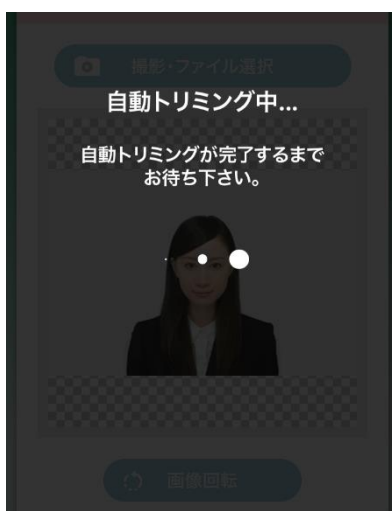 撮影・ファイル選択
自動トリミング中...
自動トリミングが完了するまで
お待ち下さい。
画像回転